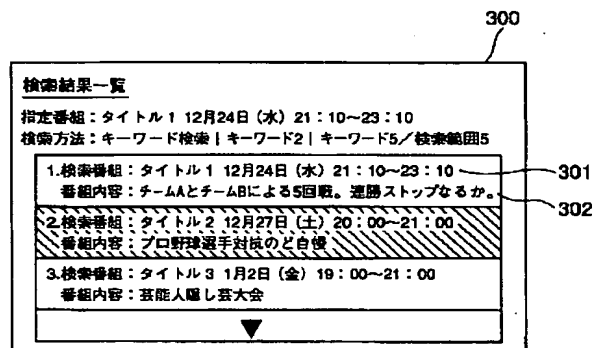 300
検索結果一覧
指定番組：タイトル1 12月24日（水）21：10～23：10
検索方法：キーワード検索｜キーワード2｜キーワード5／検索範囲5
1.検索番組：タイトル1 12月24日（水）21：10～23：10
301
番組内容：チームAとチームBによる5回戦。連勝ストップなるか。
302
2.検索番組：タイトル2 12月27日（土）20：00～21：00
番組内容：プロ野球選手対抗のど自慢
3.検索番組：タイトル3 1月2日（金）19：00～21：00
番組内容：芸能人隠し芸大会